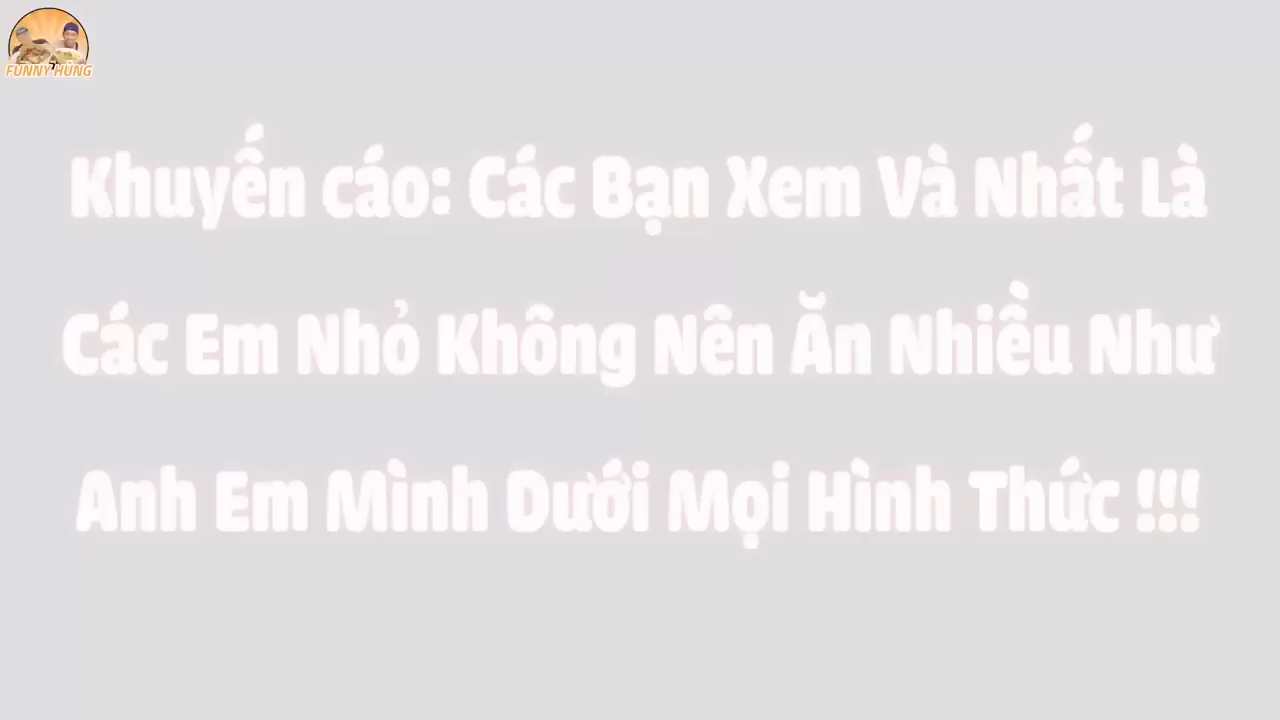 FUNNY HÙNG
Khuyến cáo: Các Bạn Xem Và Nhất Là
Các Em Nhỏ Không Nên Ăn Nhiều Như
Anh Em Mình Dưới Mọi Hình Thức !!!